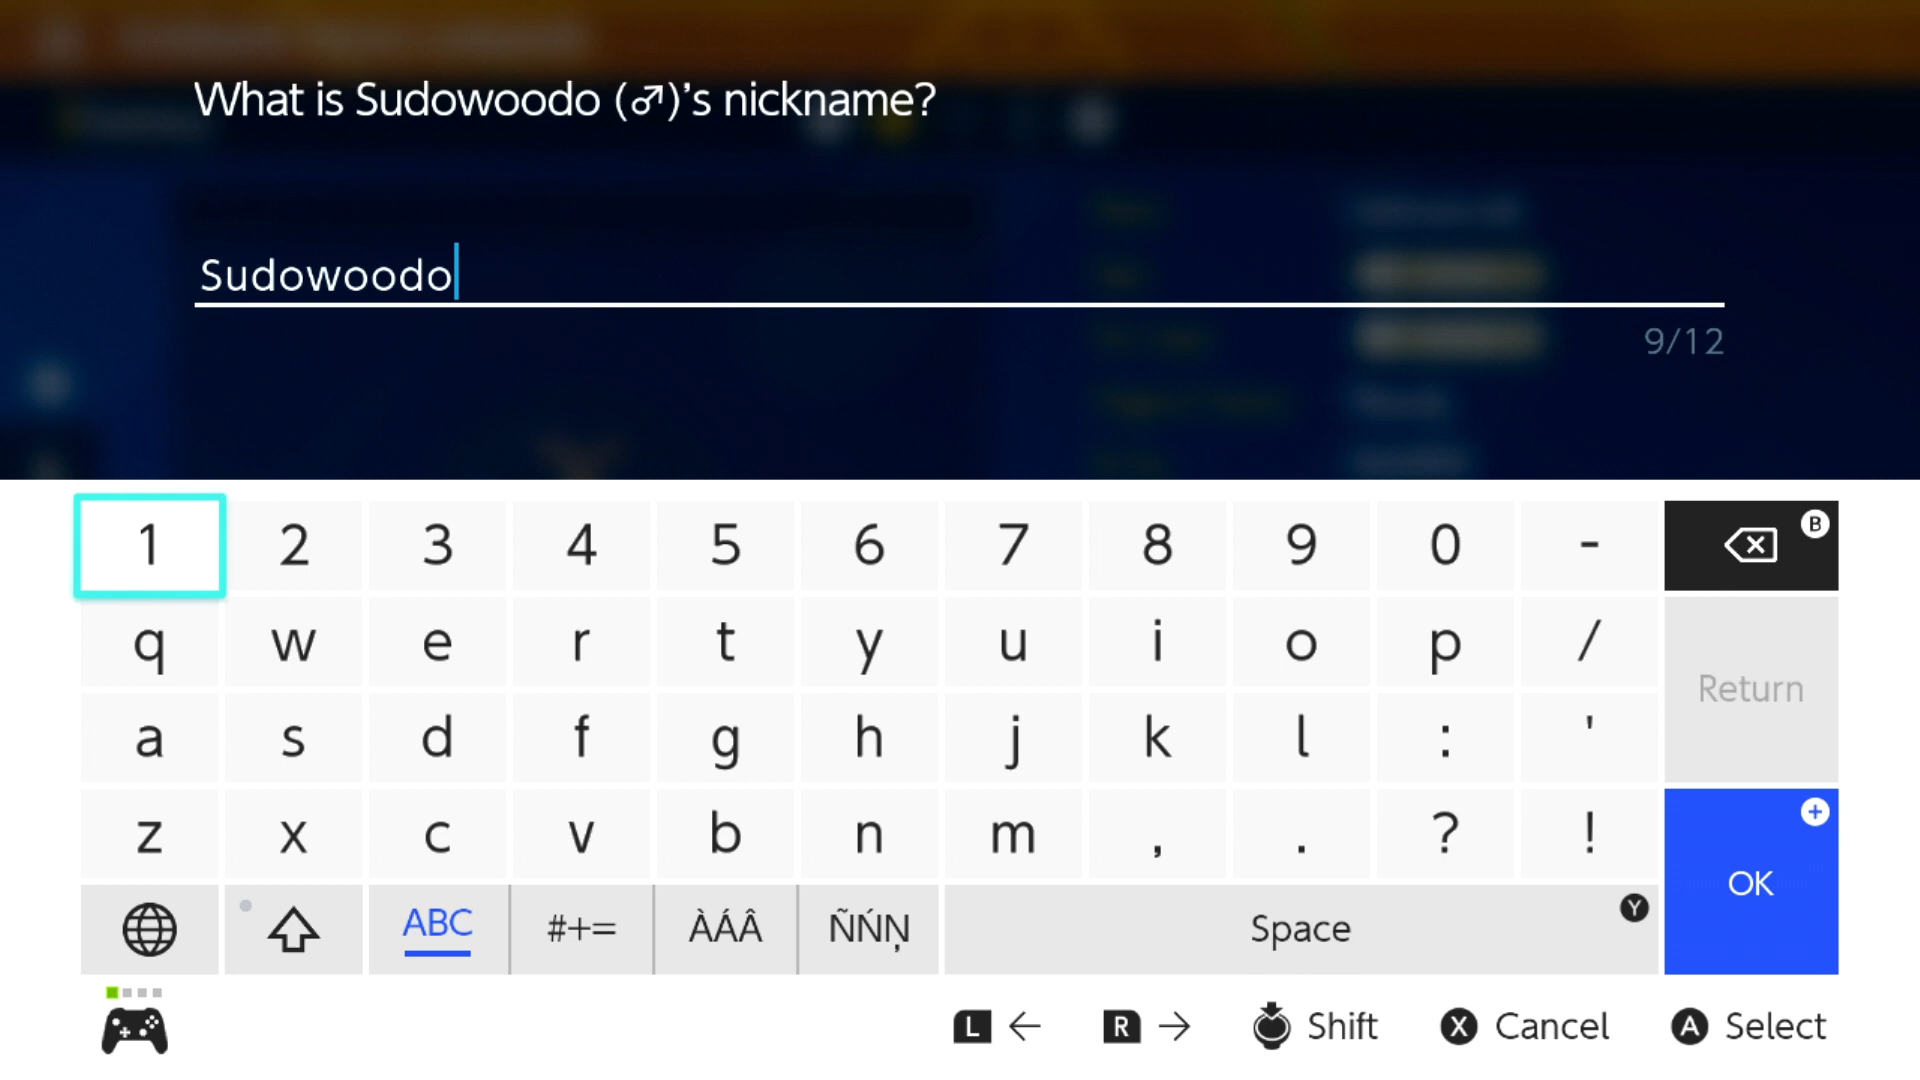 What is Sudowoodo (♂)'s nickname?
Sudowoodo
9/12
1 2 3 4 5 6 7 8 9 0 - B
q w e r t y u i o p /
Return
a s d f g h j k l : '
z x c v b n m , . ? ! +
OK
ABC #+= ÀÁÂ ÑŃŅ Space Y
L ← R → Shift X Cancel A Select